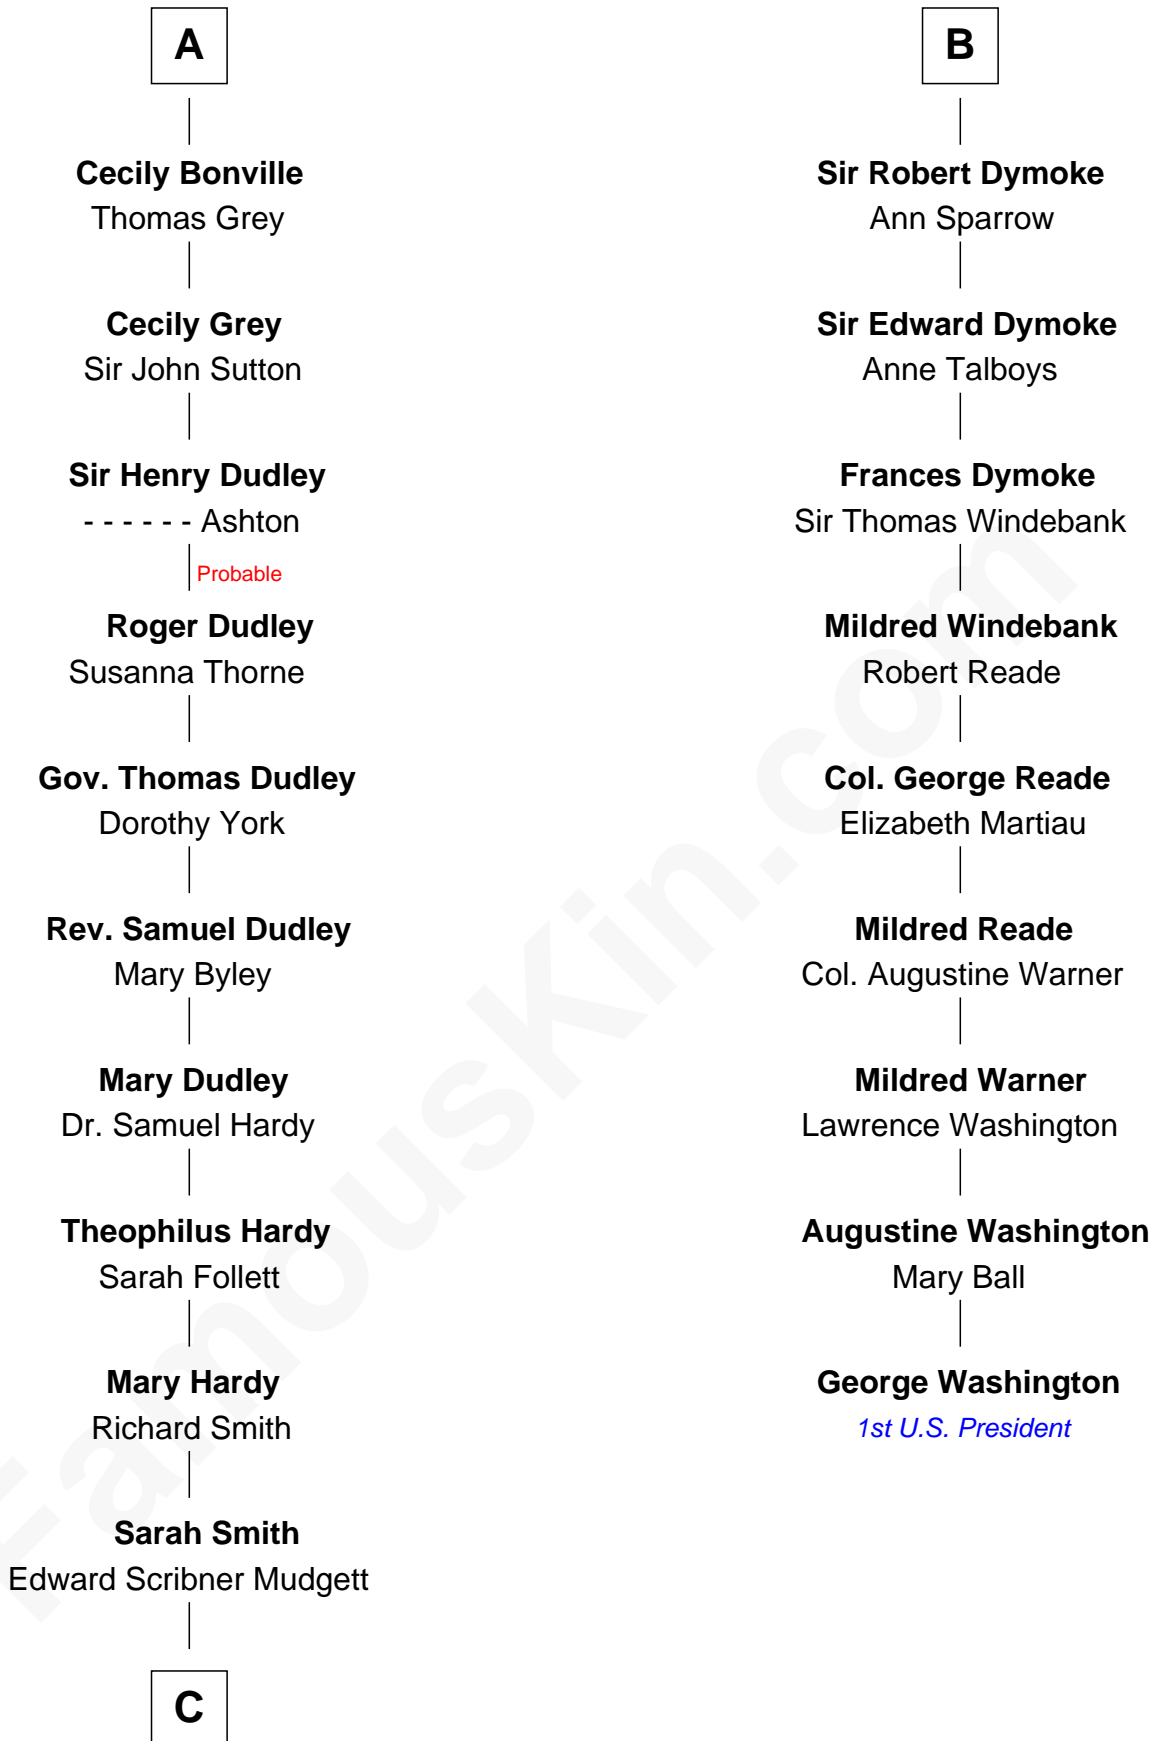 A
Cecily Bonville
Thomas Grey
Cecily Grey
Sir John Sutton
Sir Henry Dudley
- - - - - - Ashton
Probable
Roger Dudley
Susanna Thorne
Gov. Thomas Dudley
Dorothy York
Rev. Samuel Dudley
Mary Byley
Mary Dudley
Dr. Samuel Hardy
Theophilus Hardy
Sarah Follett
Mary Hardy
Richard Smith
Sarah Smith
Edward Scribner Mudgett
C
B
Sir Robert Dymoke
Ann Sparrow
Sir Edward Dymoke
Anne Talboys
Frances Dymoke
Sir Thomas Windebank
Mildred Windebank
Robert Reade
Col. George Reade
Elizabeth Martiau
Mildred Reade
Col. Augustine Warner
Mildred Warner
Lawrence Washington
Augustine Washington
Mary Ball
George Washington
1st U.S. President
FamousKin.com